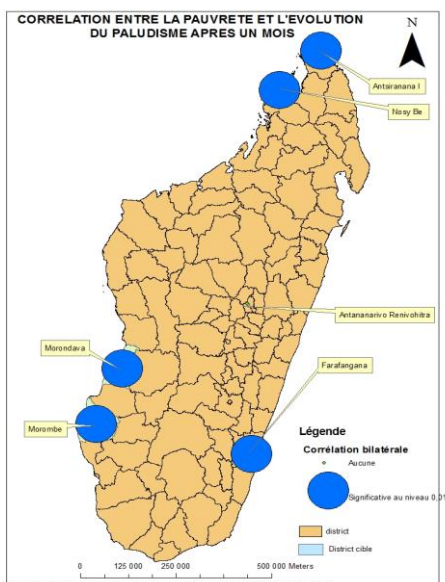 CORRELATION ENTRE LA PAUVRETE ET L'EVOLUTION
DU PALUDISME APRES UN MOIS
N
Antsiranana I
Nosy Be
Antananarivo Renivohitra
Morondava
Farafangana
Morombe
Légende
Corrélation bilatérale
Aucune
Significative au niveau 0,01
district
District cible
0 125 000 250 000 500 000 Meters